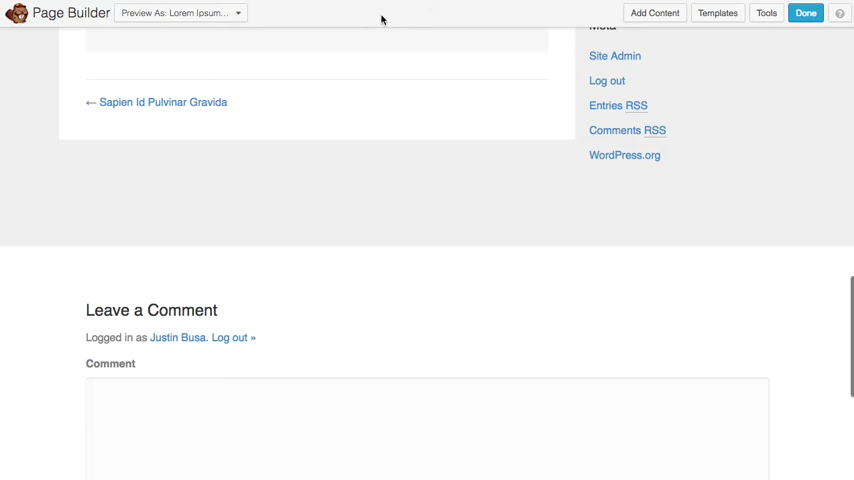 Page Builder
Preview As: Lorem Ipsum...
Add Content
Templates
Tools
Done
?
Meta
Site Admin
Log out
← Sapien Id Pulvinar Gravida
Entries RSS
Comments RSS
WordPress.org
Leave a Comment
Logged in as Justin Busa. Log out »
Comment